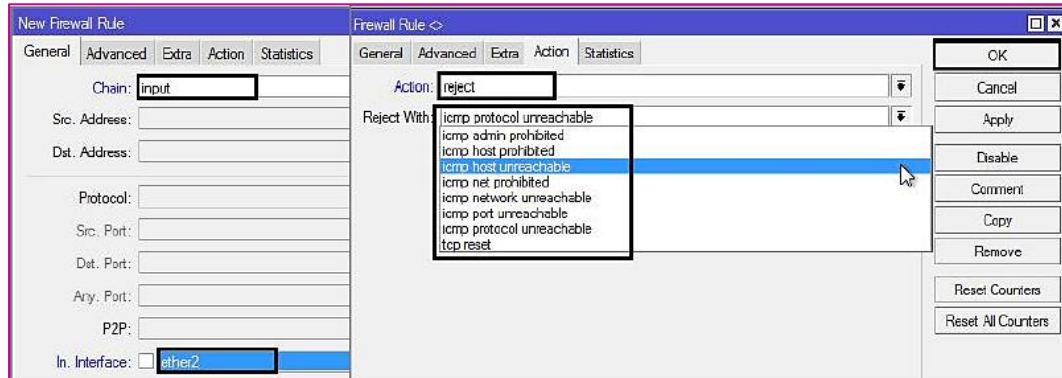 New Firewall Rule
General Advanced Extra Action Statistics
Chain: input
Src. Address:
Dst. Address:
Protocol:
Src. Port:
Dst. Port:
Any. Port:
P2P:
In. Interface: ether2
Firewall Rule <>
General Advanced Extra Action Statistics
Action: reject
Reject With: icmp protocol unreachable
icmp admin prohibited
icmp host prohibited
icmp host unreachable
icmp net prohibited
icmp network unreachable
icmp port unreachable
icmp protocol unreachable
tcp reset
OK
Cancel
Apply
Disable
Comment
Copy
Remove
Reset Counters
Reset All Counters